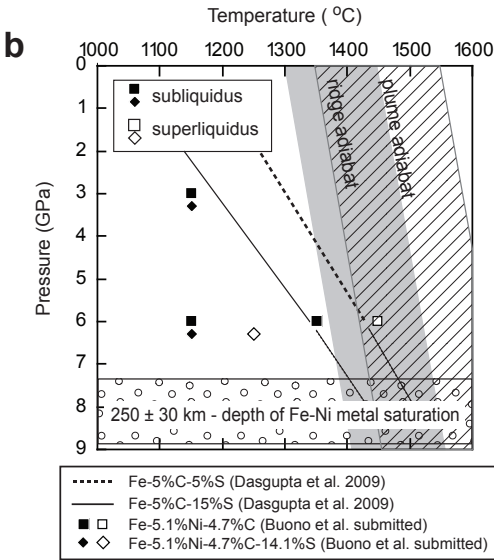 Temperature ( °C)
b
1000 1100 1200 1300 1400 1500 1600
0
1
2
3
4
5
6
7
8
9
Pressure (GPa)
subliquidus
superliquidus
ridge adiabat
plume adiabat
250 ± 30 km - depth of Fe-Ni metal saturation
Fe-5%C-5%S (Dasgupta et al. 2009)
Fe-5%C-15%S (Dasgupta et al. 2009)
Fe-5.1%Ni-4.7%C (Buono et al. submitted)
Fe-5.1%Ni-4.7%C-14.1%S (Buono et al. submitted)